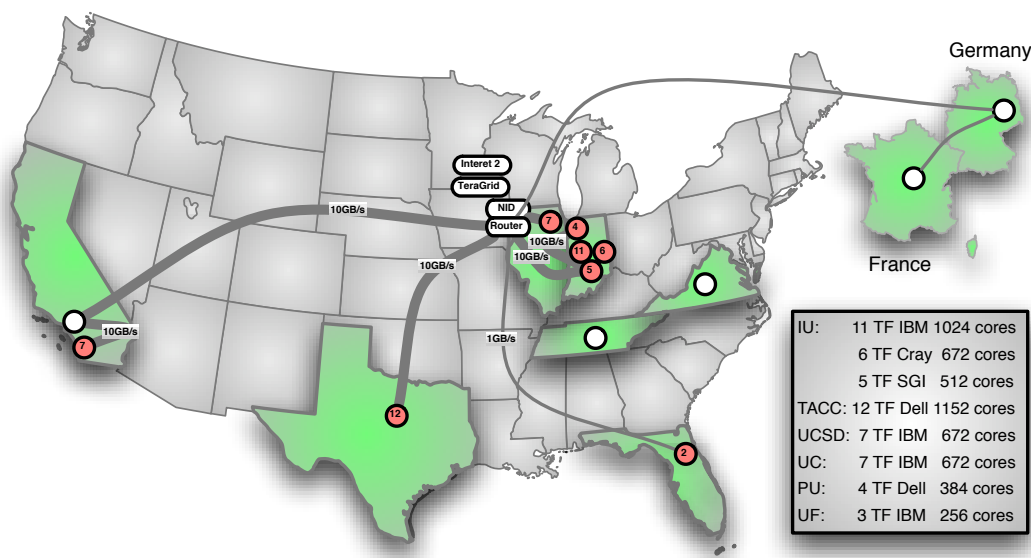 Germany
Interet 2
TeraGrid
NID
Router
7
4
10GB/s
10GB/s
11
6
10GB/s
5
10GB/s
France
10GB/s
7
1GB/s
12
2
IU: 11 TF IBM 1024 cores
6 TF Cray 672 cores
5 TF SGI 512 cores
TACC: 12 TF Dell 1152 cores
UCSD: 7 TF IBM 672 cores
UC: 7 TF IBM 672 cores
PU: 4 TF Dell 384 cores
UF: 3 TF IBM 256 cores